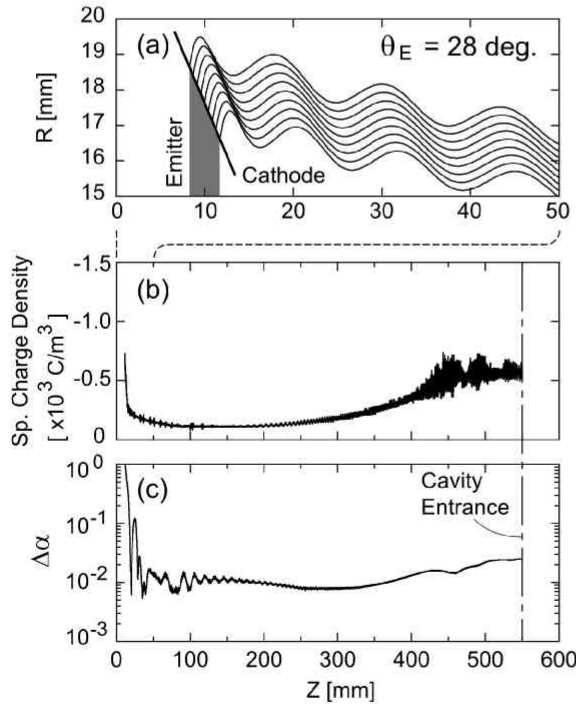 (a)
θE = 28 deg.
R [mm]
20
19
18
17
16
15
Emitter
Cathode
0 10 20 30 40 50
(b)
Sp. Charge Density
[ x10³ C/m³ ]
-1.5
-1.0
-0.5
0
(c)
Cavity
Entrance
Δα
10⁰
10⁻¹
10⁻²
10⁻³
0 100 200 300 400 500 600
Z [mm]